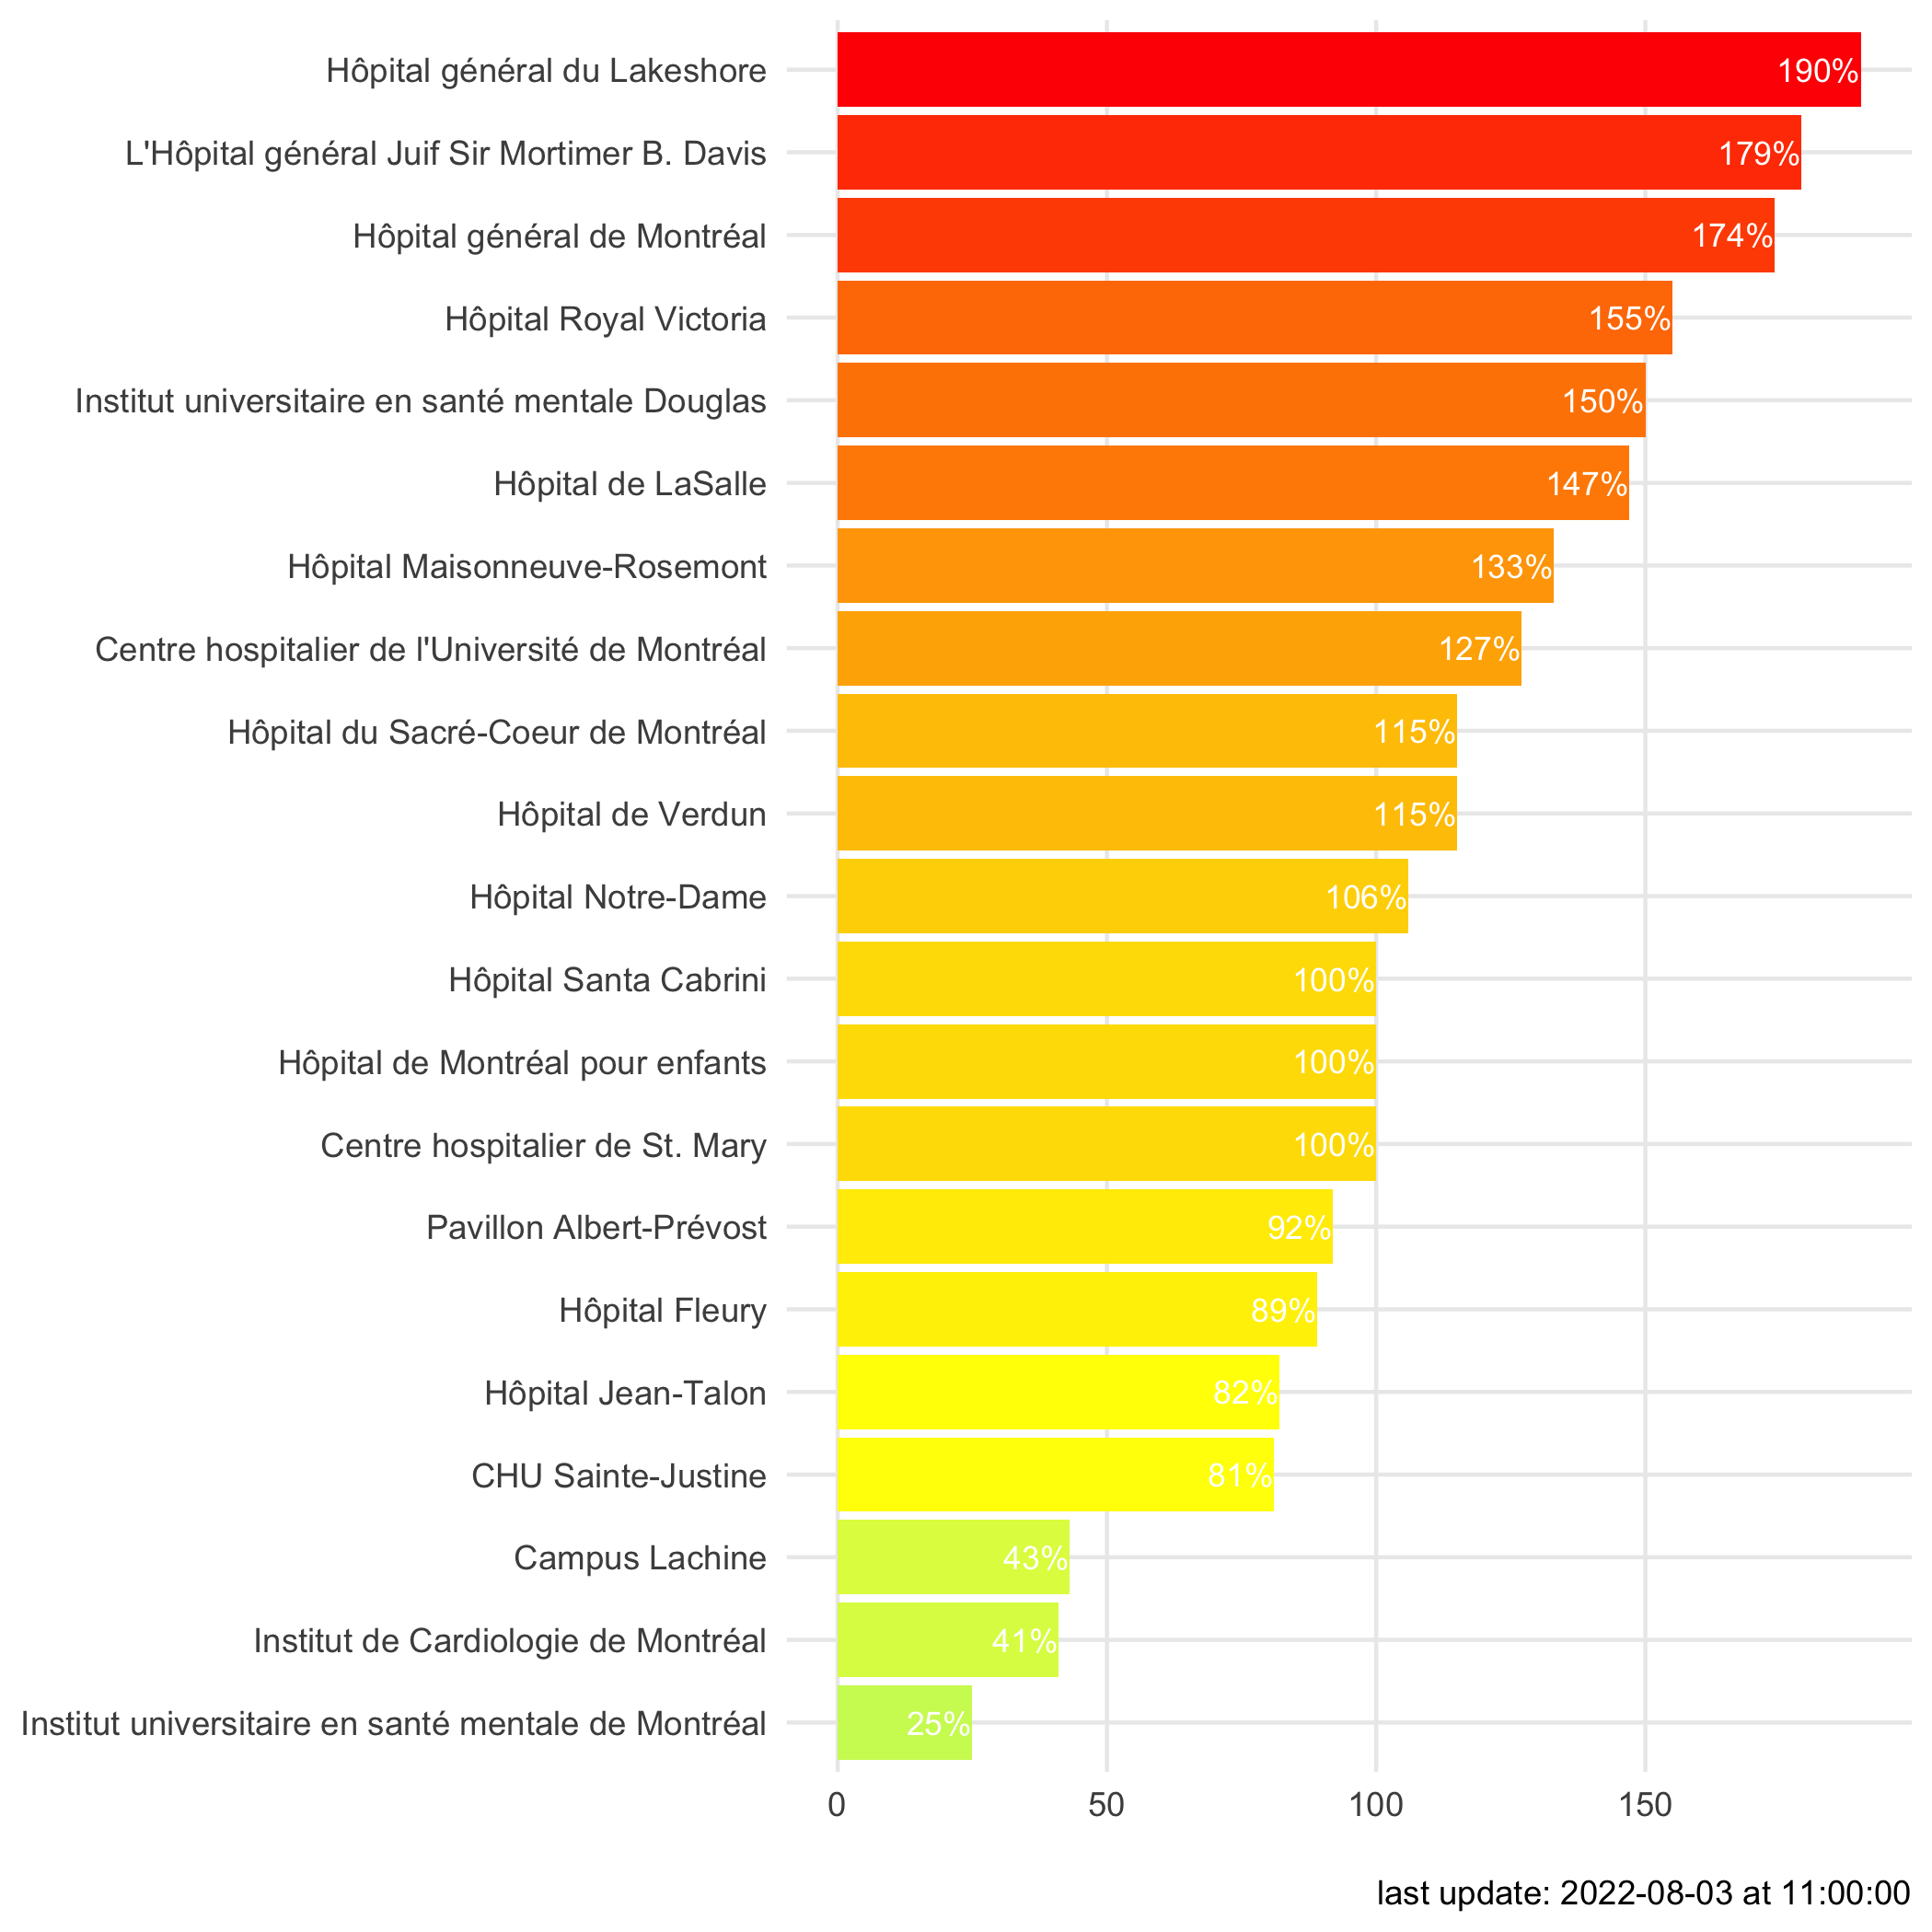 Hôpital général du Lakeshore 190%
L'Hôpital général Juif Sir Mortimer B. Davis 179%
Hôpital général de Montréal 174%
Hôpital Royal Victoria 155%
Institut universitaire en santé mentale Douglas 150%
Hôpital de LaSalle 147%
Hôpital Maisonneuve-Rosemont 133%
Centre hospitalier de l'Université de Montréal 127%
Hôpital du Sacré-Coeur de Montréal 115%
Hôpital de Verdun 115%
Hôpital Notre-Dame 106%
Hôpital Santa Cabrini 100%
Hôpital de Montréal pour enfants 100%
Centre hospitalier de St. Mary 100%
Pavillon Albert-Prévost 92%
Hôpital Fleury 89%
Hôpital Jean-Talon 82%
CHU Sainte-Justine 81%
Campus Lachine 43%
Institut de Cardiologie de Montréal 41%
Institut universitaire en santé mentale de Montréal 25%
0 50 100 150
last update: 2022-08-03 at 11:00:00